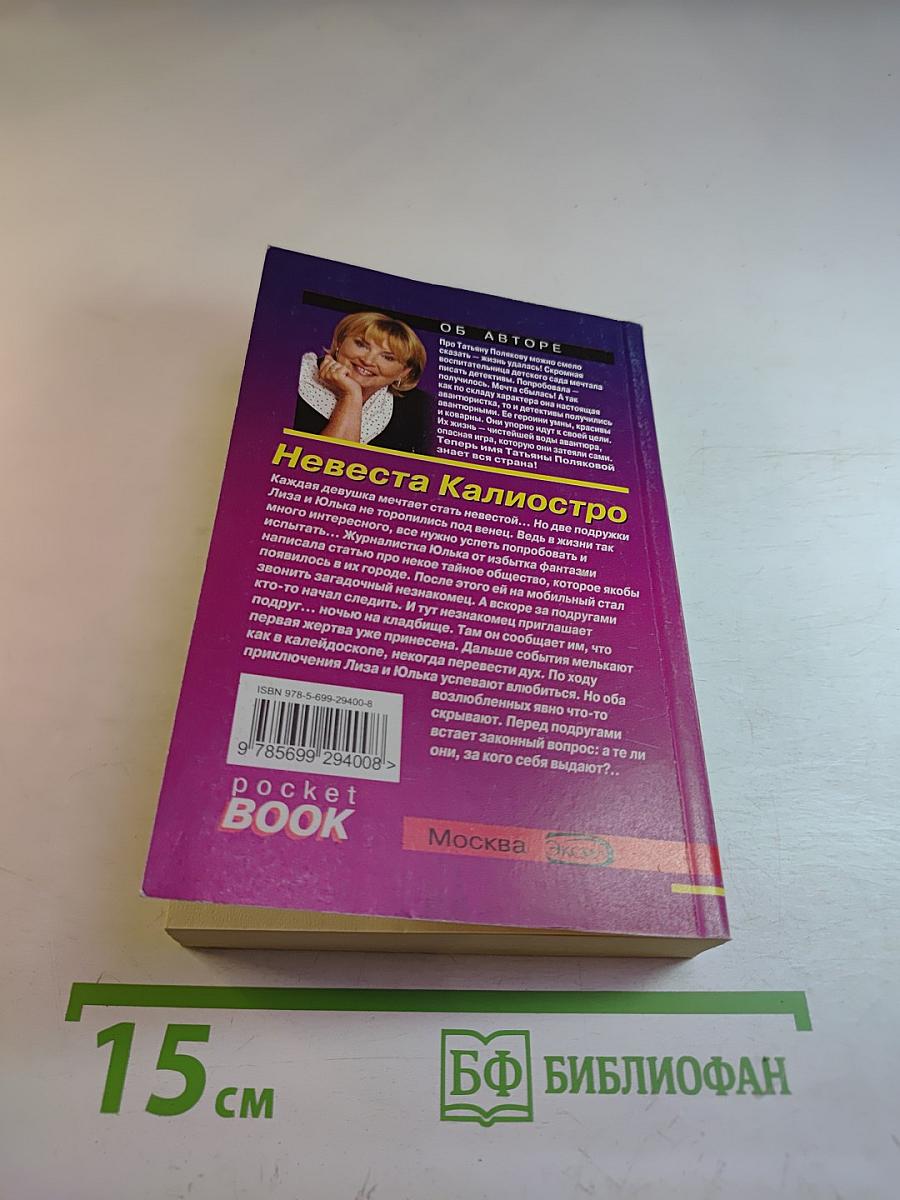 ОБ АВТОРЕ
Про Татьяну Полякову можно смело
сказать – жизнь удалась! Скромная
воспитательница детского сада мечтала
писать детективы. Попробовала –
получилось. Мечта сбылась! А так
как по складу характера она настоящая
авантюристка, то и детективы получились
авантюрными. Ее героини умны, красивы
и коварны. Они упорно идут к своей цели.
Их жизнь – чистейшей воды авантюра,
опасная игра, которую они затеяли сами.
Теперь имя Татьяны Поляковой
знает вся страна!
Невеста Калиостро
Каждая девушка мечтает стать невестой... Но две подружки
Лиза и Юлька не торопились под венец. Ведь в жизни так
много интересного, все нужно успеть попробовать и
испытать... Журналистка Юлька от избытка фантазии
написала статью про некое тайное общество, которое якобы
появилось в их городе. После этого ей на мобильный стал
звонить загадочный незнакомец. А вскоре за подругами
кто-то начал следить. И тут незнакомец приглашает
подруг... ночью на кладбище. Там он сообщает им, что
первая жертва уже принесена. Дальше события мелькают
как в калейдоскопе, некогда перевести дух. По ходу
приключения Лиза и Юлька успевают влюбиться. Но оба
возлюбленных явно что-то
скрывают. Перед подругами
встает законный вопрос: а те ли
они, за кого себя выдают?..
ISBN 978-5-699-29400-8
9 785699 294008 >
pocket
BOOK
Москва ЭКСМО
15 см
БФ БИБЛИОФАН